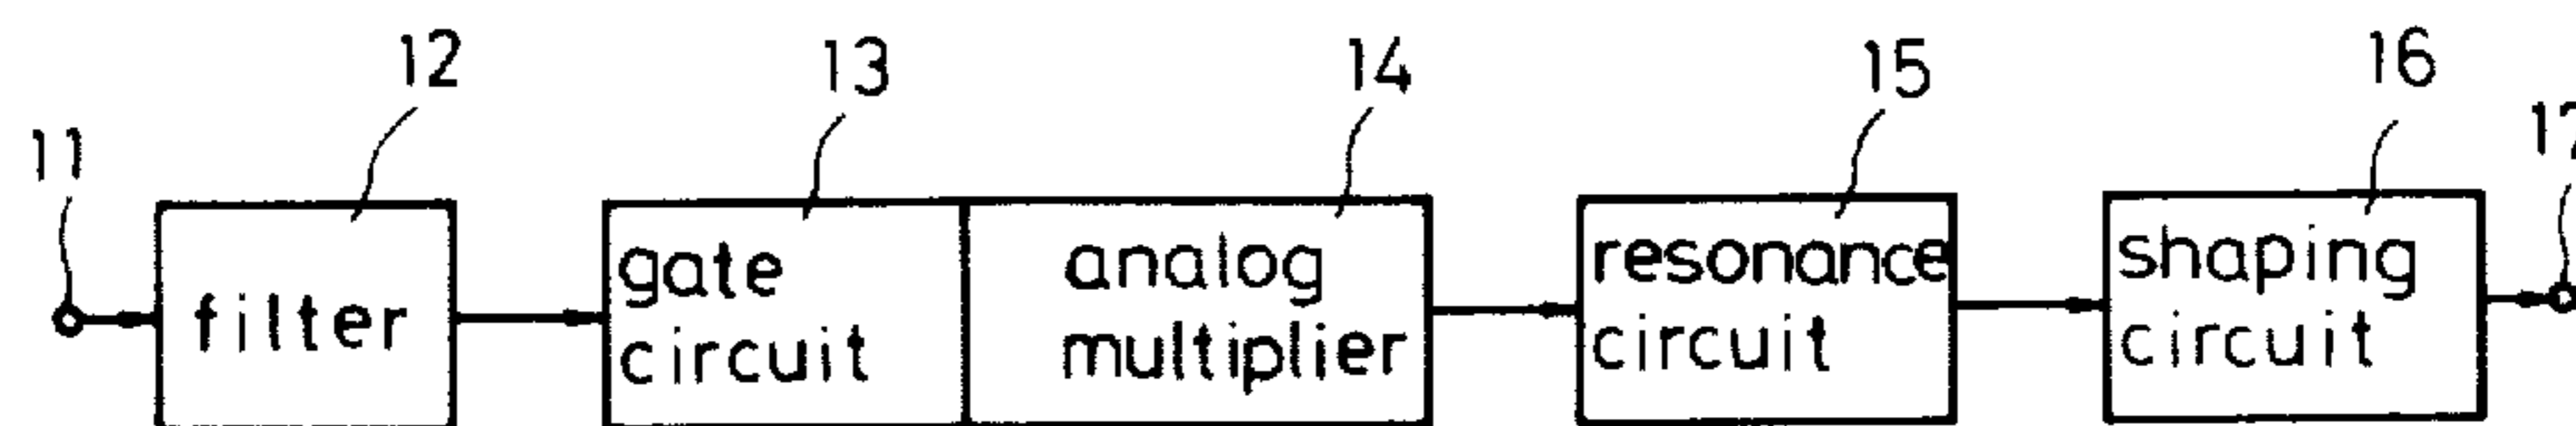 12
13
14
15
16
11
filter
gate
circuit
analog
multiplier
resonance
circuit
shaping
circuit